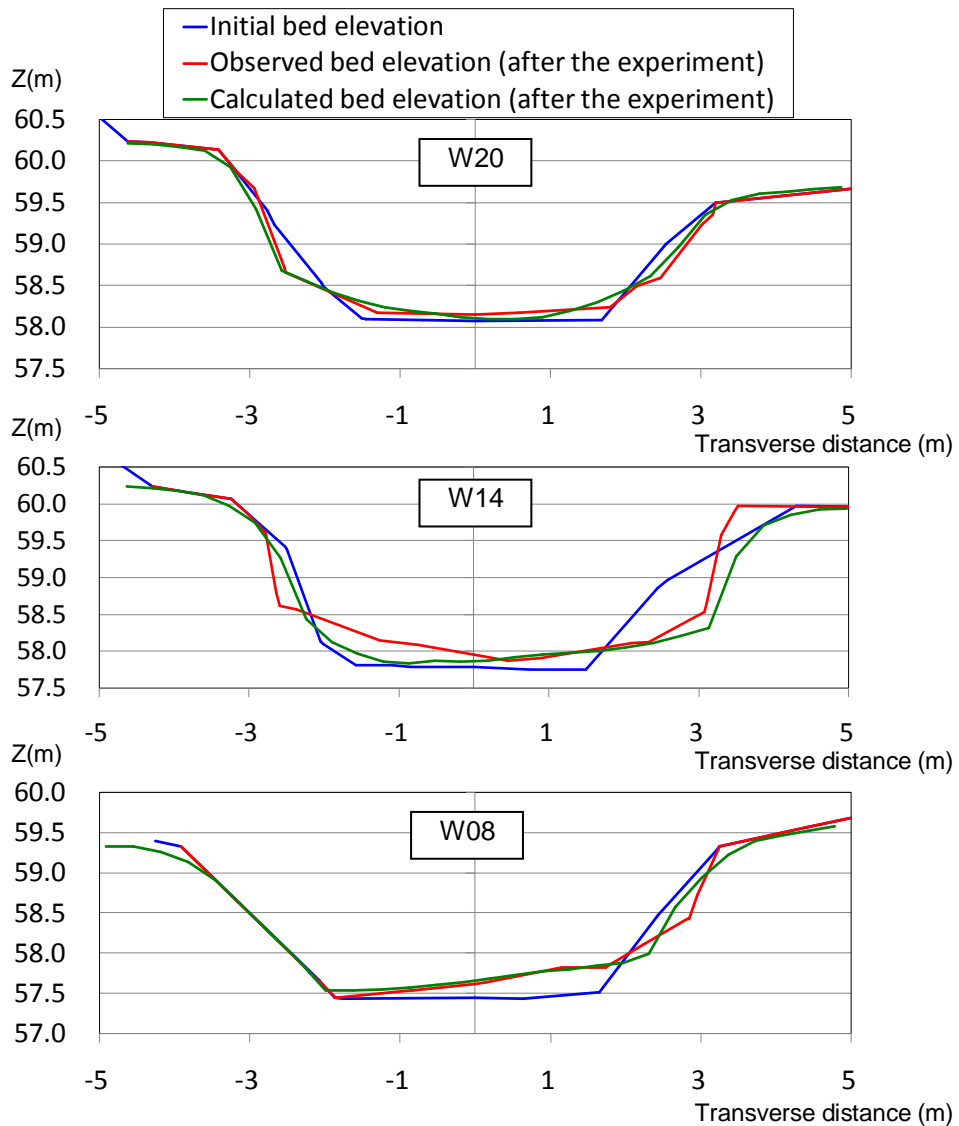 Initial bed elevation
Observed bed elevation (after the experiment)
Calculated bed elevation (after the experiment)
Z(m)
60.5
60.0
59.5
59.0
58.5
58.0
57.5
W20
-5 -3 -1 1 3 5
Transverse distance (m)
Z(m)
60.5
60.0
59.5
59.0
58.5
58.0
57.5
W14
-5 -3 -1 1 3 5
Transverse distance (m)
Z(m)
60.0
59.5
59.0
58.5
58.0
57.5
57.0
W08
-5 -3 -1 1 3 5
Transverse distance (m)